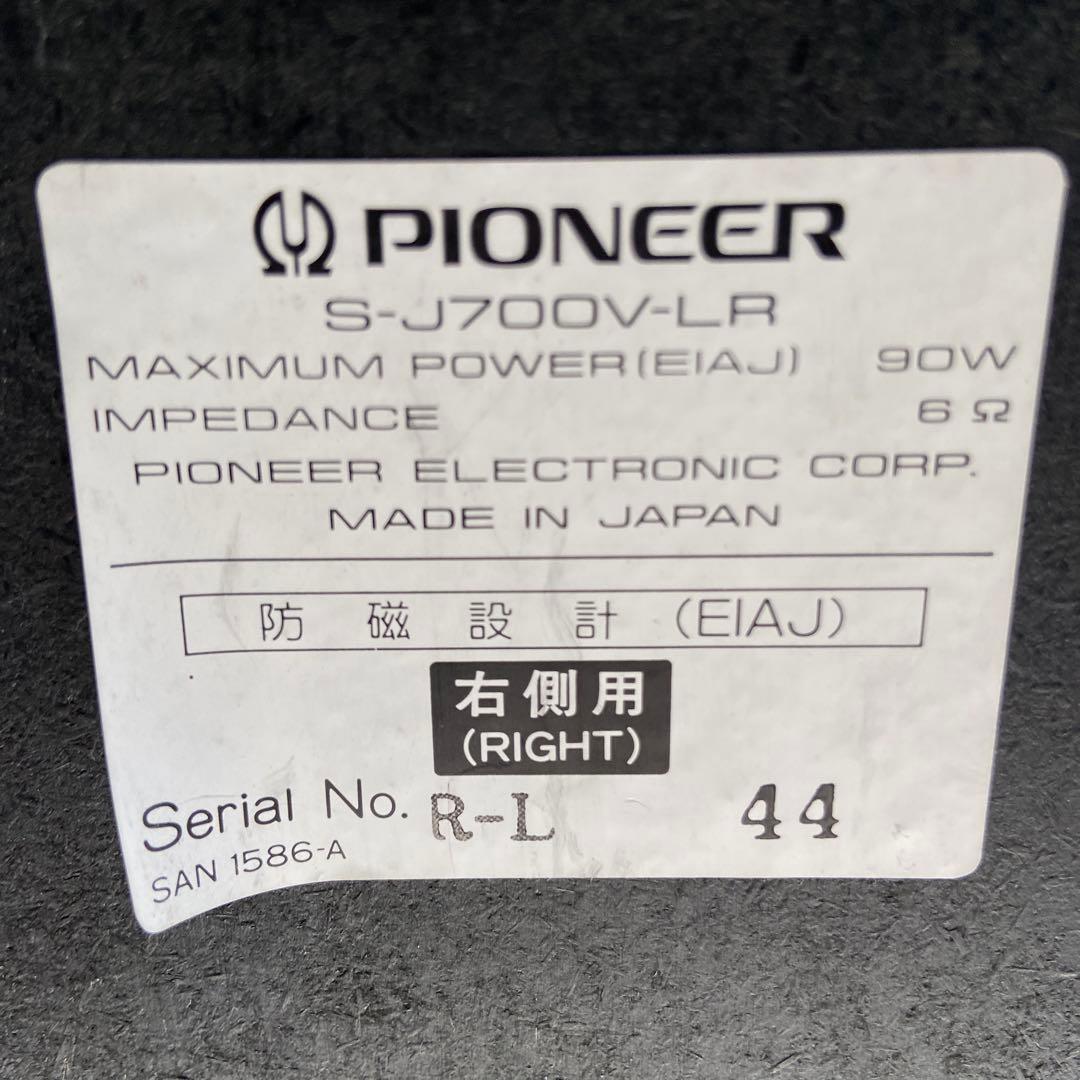 PIONEER
S-J700V-LR
MAXIMUM POWER(EIAJ) 90W
IMPEDANCE 6Ω
PIONEER ELECTRONIC CORP.
MADE IN JAPAN
防磁設計(EIAJ)
右側用
(RIGHT)
Serial No. R-L 44
SAN 1586-A